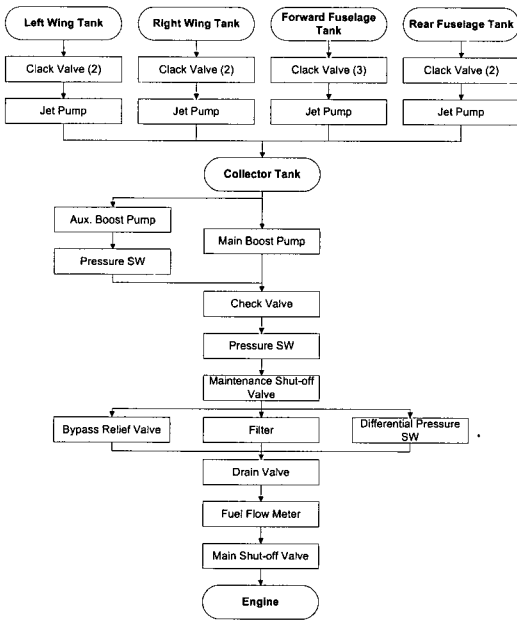 Left Wing Tank
Right Wing Tank
Forward Fuselage
Tank
Rear Fuselage Tank
Clack Valve (2)
Clack Valve (2)
Clack Valve (3)
Clack Valve (2)
Jet Pump
Jet Pump
Jet Pump
Jet Pump
Collector Tank
Aux. Boost Pump
Main Boost Pump
Pressure SW
Check Valve
Pressure SW
Maintenance Shut-off
Valve
Bypass Relief Valve
Filter
Differential Pressure
SW
Drain Valve
Fuel Flow Meter
Main Shut-off Valve
Engine